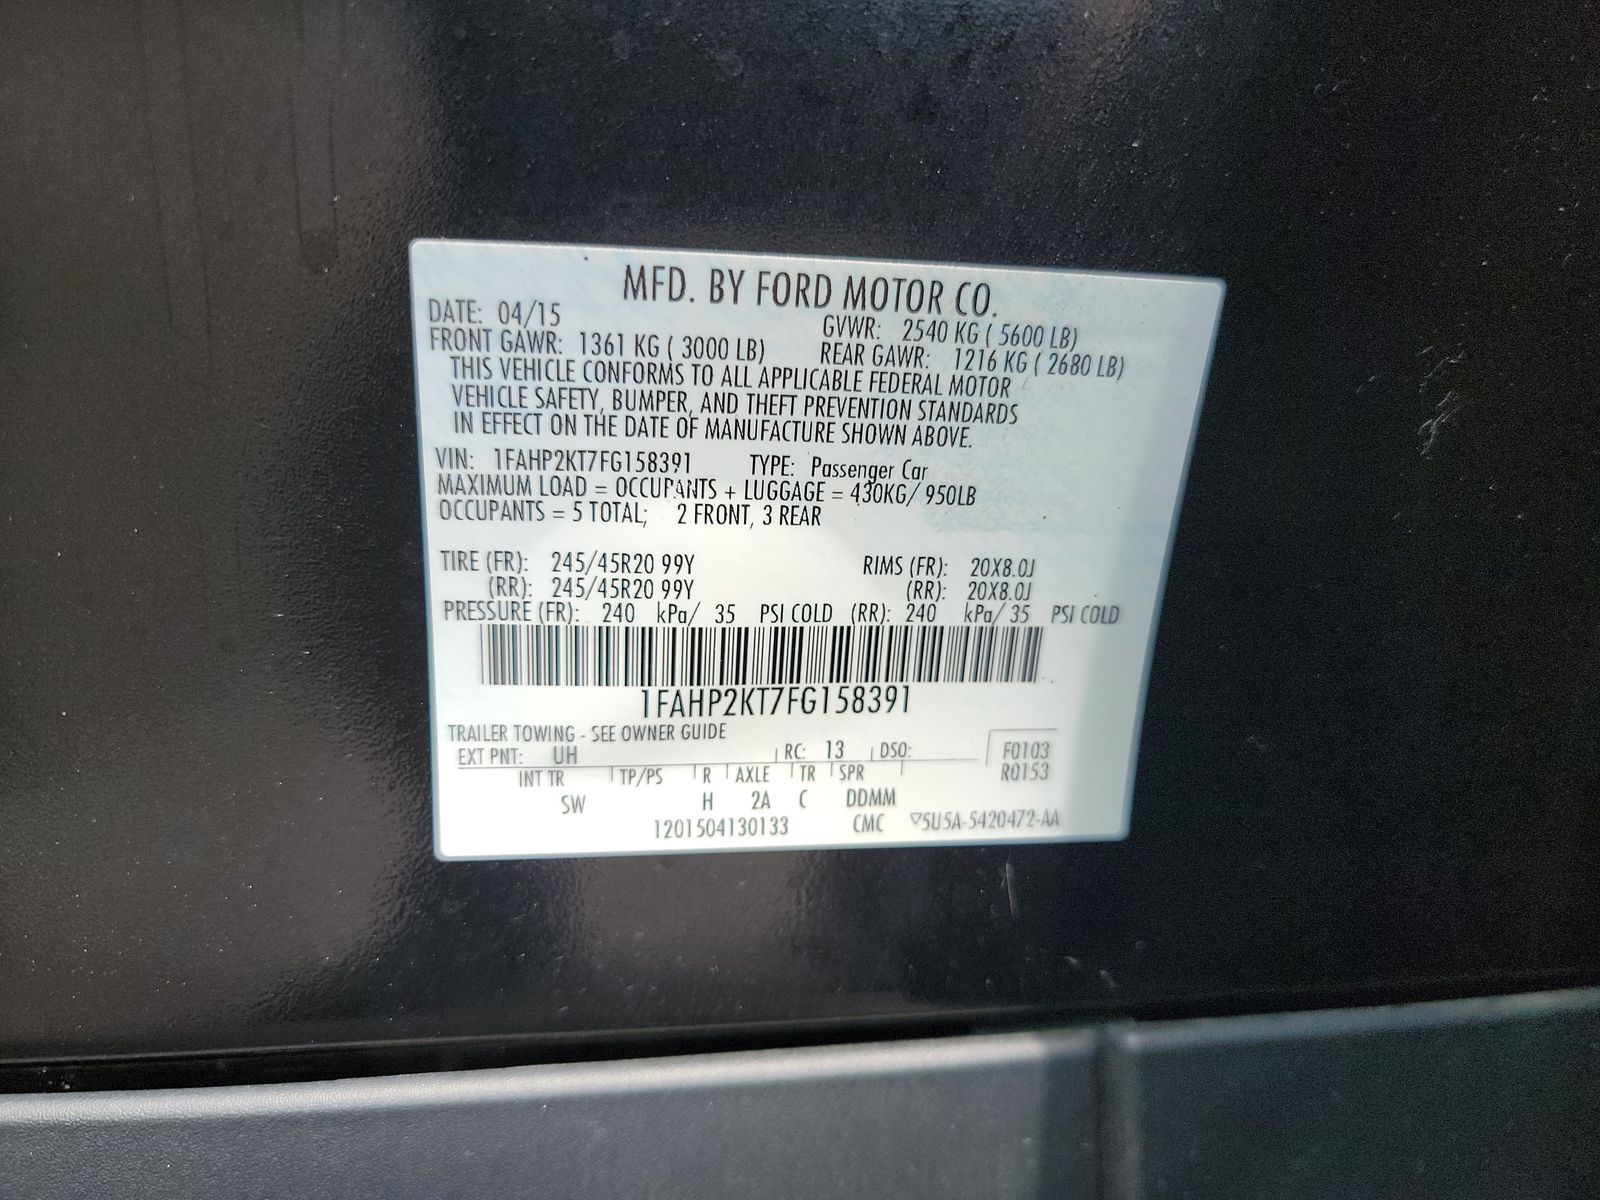 MFD. BY FORD MOTOR CO.
DATE: 04/15 GVWR: 2540 KG ( 5600 LB)
FRONT GAWR: 1361 KG ( 3000 LB) REAR GAWR: 1216 KG ( 2680 LB)
THIS VEHICLE CONFORMS TO ALL APPLICABLE FEDERAL MOTOR
VEHICLE SAFETY, BUMPER, AND THEFT PREVENTION STANDARDS
IN EFFECT ON THE DATE OF MANUFACTURE SHOWN ABOVE.
VIN: 1FAHP2KT7FG158391 TYPE: Passenger Car
MAXIMUM LOAD = OCCUPANTS + LUGGAGE = 430KG/ 950LB
OCCUPANTS = 5 TOTAL; 2 FRONT, 3 REAR
TIRE (FR): 245/45R20 99Y RIMS (FR): 20X8.0J
(RR): 245/45R20 99Y (RR): 20X8.0J
PRESSURE (FR): 240 kPa/ 35 PSI COLD (RR): 240 kPa/ 35 PSI COLD
1FAHP2KT7FG158391
TRAILER TOWING - SEE OWNER GUIDE
EXT PNT: UH RC: 13 DSO: F0103
INT TR TP/PS R AXLE TR SPR R0153
SW H 2A C DDMM
1201504130133 CMC ▽5U5A-5420472-AA